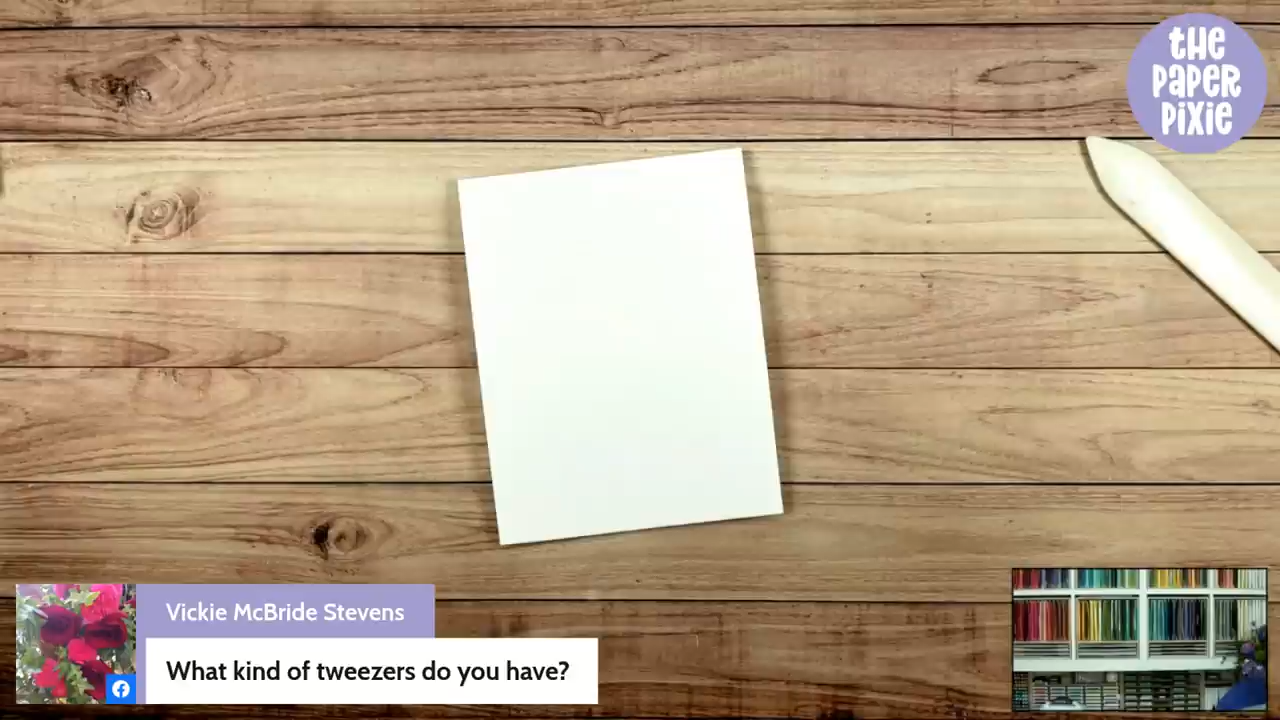 tHe
PaPeR
PiXie
Vickie McBride Stevens
What kind of tweezers do you have?